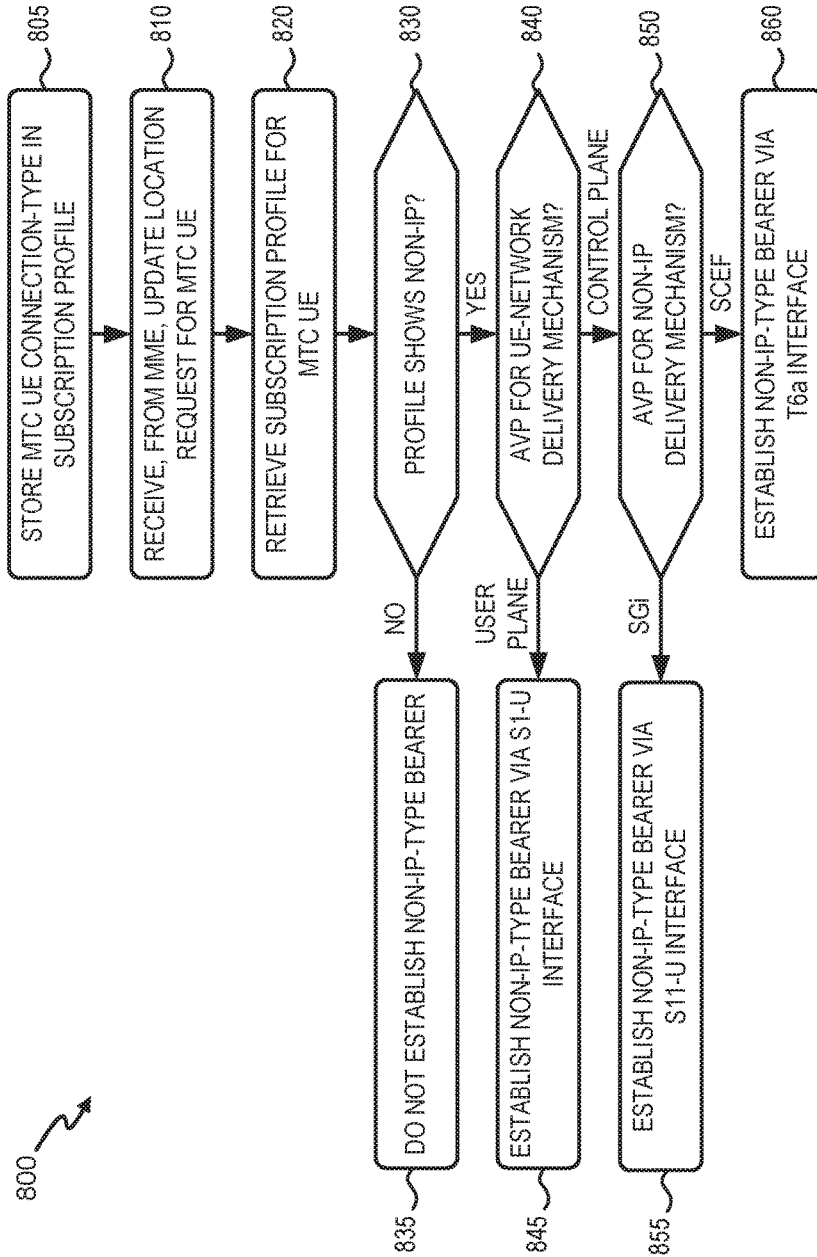 800
STORE MTC UE CONNECTION-TYPE IN
SUBSCRIPTION PROFILE
805
RECEIVE, FROM MME, UPDATE LOCATION
REQUEST FOR MTC UE
810
RETRIEVE SUBSCRIPTION PROFILE FOR
MTC UE
820
PROFILE SHOWS NON-IP?
830
NO
DO NOT ESTABLISH NON-IP-TYPE BEARER
835
YES
AVP FOR UE-NETWORK
DELIVERY MECHANISM?
840
USER
PLANE
ESTABLISH NON-IP-TYPE BEARER VIA S1-U
INTERFACE
845
CONTROL PLANE
AVP FOR NON-IP
DELIVERY MECHANISM?
850
SGi
ESTABLISH NON-IP-TYPE BEARER VIA
S11-U INTERFACE
855
SCEF
ESTABLISH NON-IP-TYPE BEARER VIA
T6a INTERFACE
860